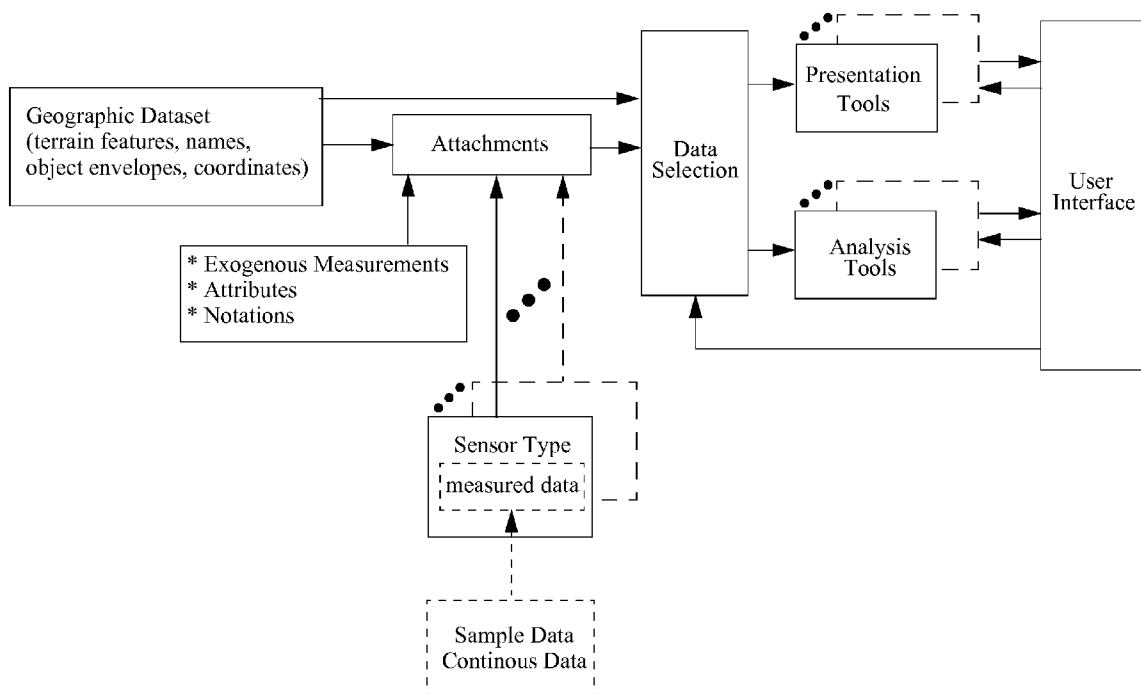 Geographic Dataset
(terrain features, names,
object envelopes, coordinates)
Attachments
* Exogenous Measurements
* Attributes
* Notations
Sensor Type
measured data
Sample Data
Continous Data
Data
Selection
Presentation
Tools
Analysis
Tools
User
Interface